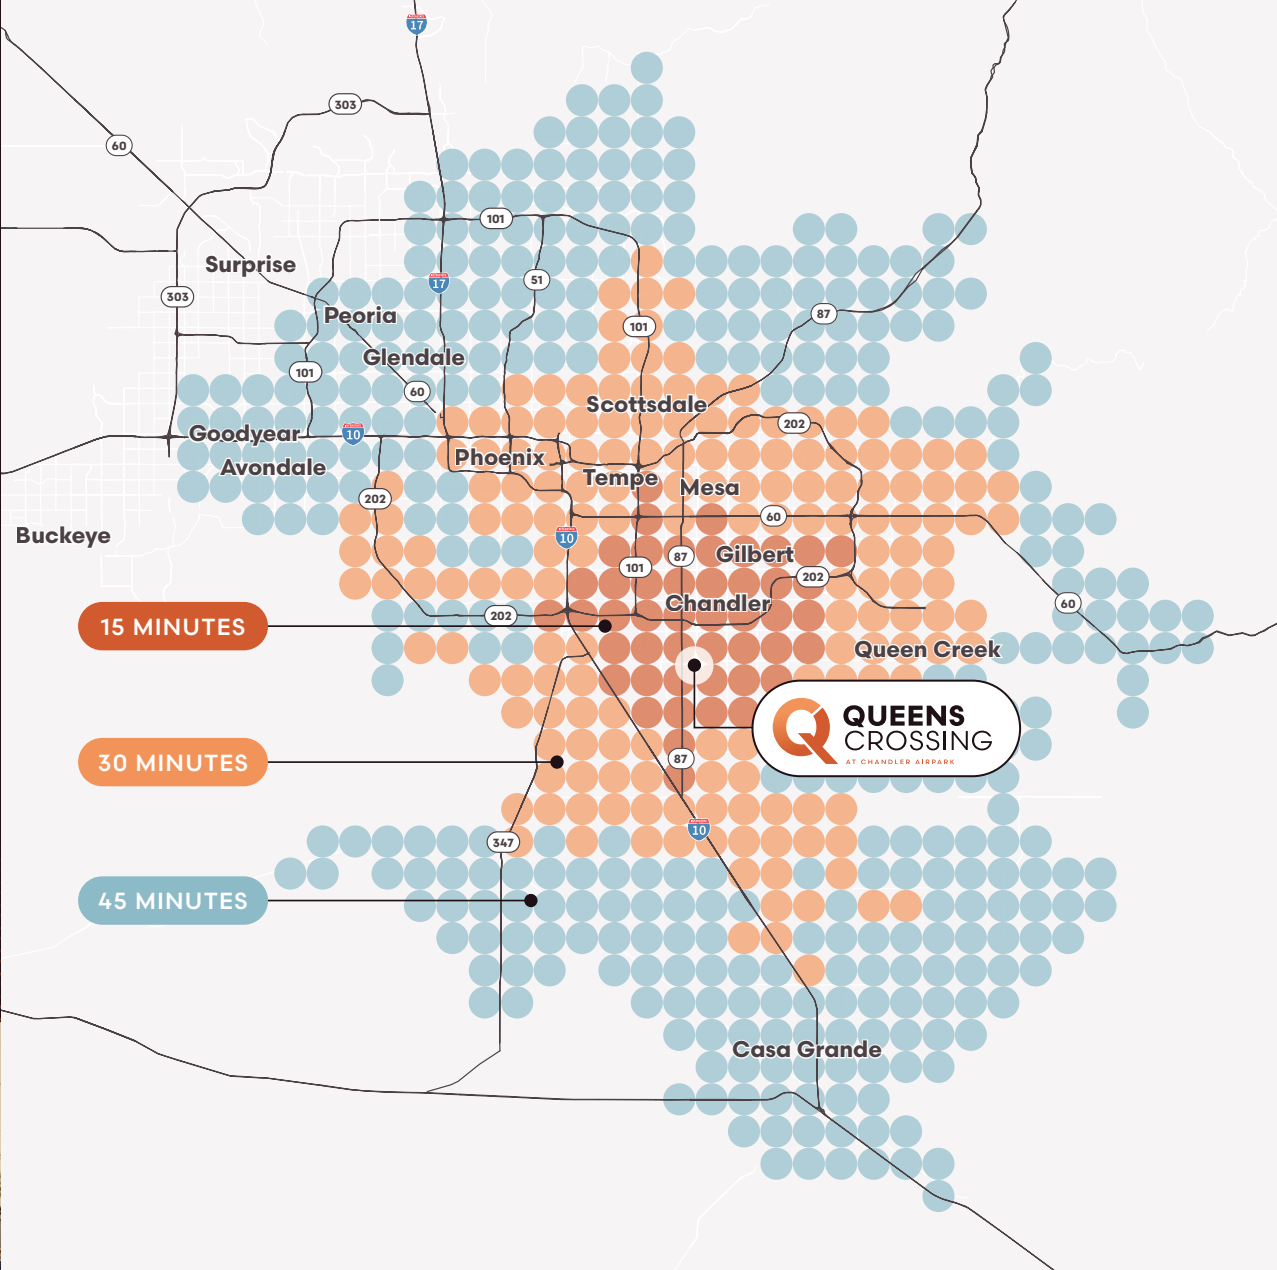 17
303
60
101
Surprise
51
17
303
87
Peoria
101
Glendale
101
60
Scottsdale
202
Goodyear
10
Phoenix
Avondale
Tempe
Mesa
202
60
Buckeye
10
87
Gilbert
101
202
Chandler
60
202
15 MINUTES
Queen Creek
QUEENS
CROSSING
AT CHANDLER AIRPARK
30 MINUTES
87
10
347
45 MINUTES
Casa Grande